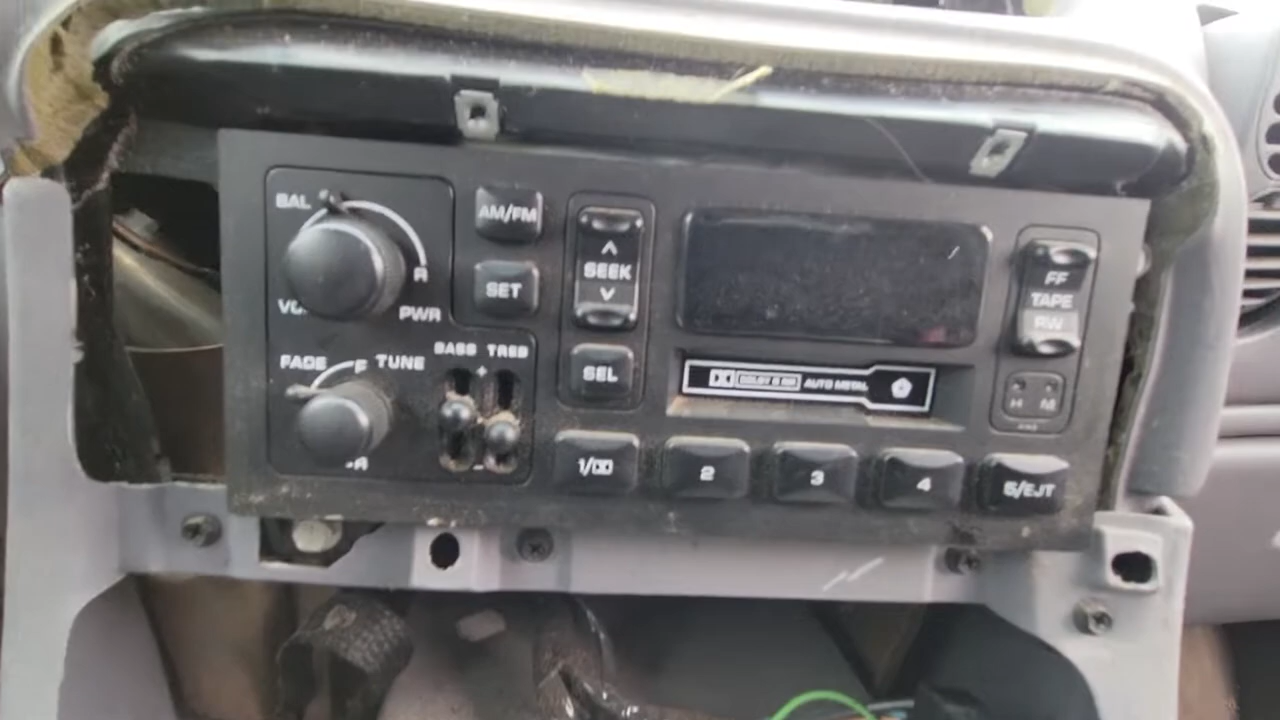 BAL
R
VOL
PWR
AM/FM
SET
^
SEEK
v
SEL
FF
TAPE
RW
FADE
F
TUNE
R
BASS TREB
+
-
DOLBY B NR AUTO METAL
H M
1/
2
3
4
5/EJT